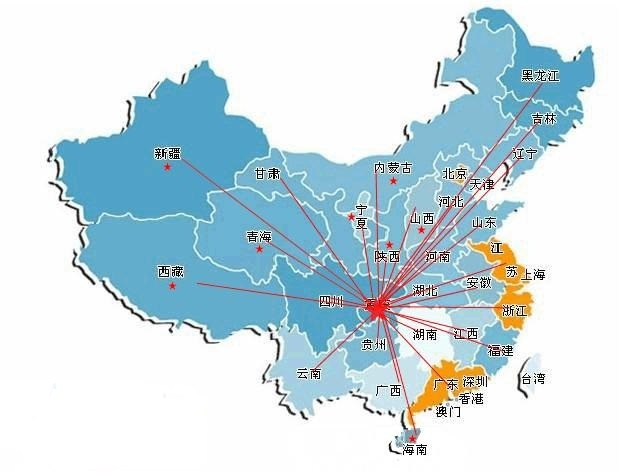 黑龙江
吉林
辽宁
新疆
甘肃
内蒙古
北京
天津
河北
宁夏
山西
山东
青海
陕西
河南
江苏
上海
西藏
四川
湖北
安徽
浙江
湖南
江西
贵州
福建
云南
广西
广东
深圳
台湾
香港
澳门
海南